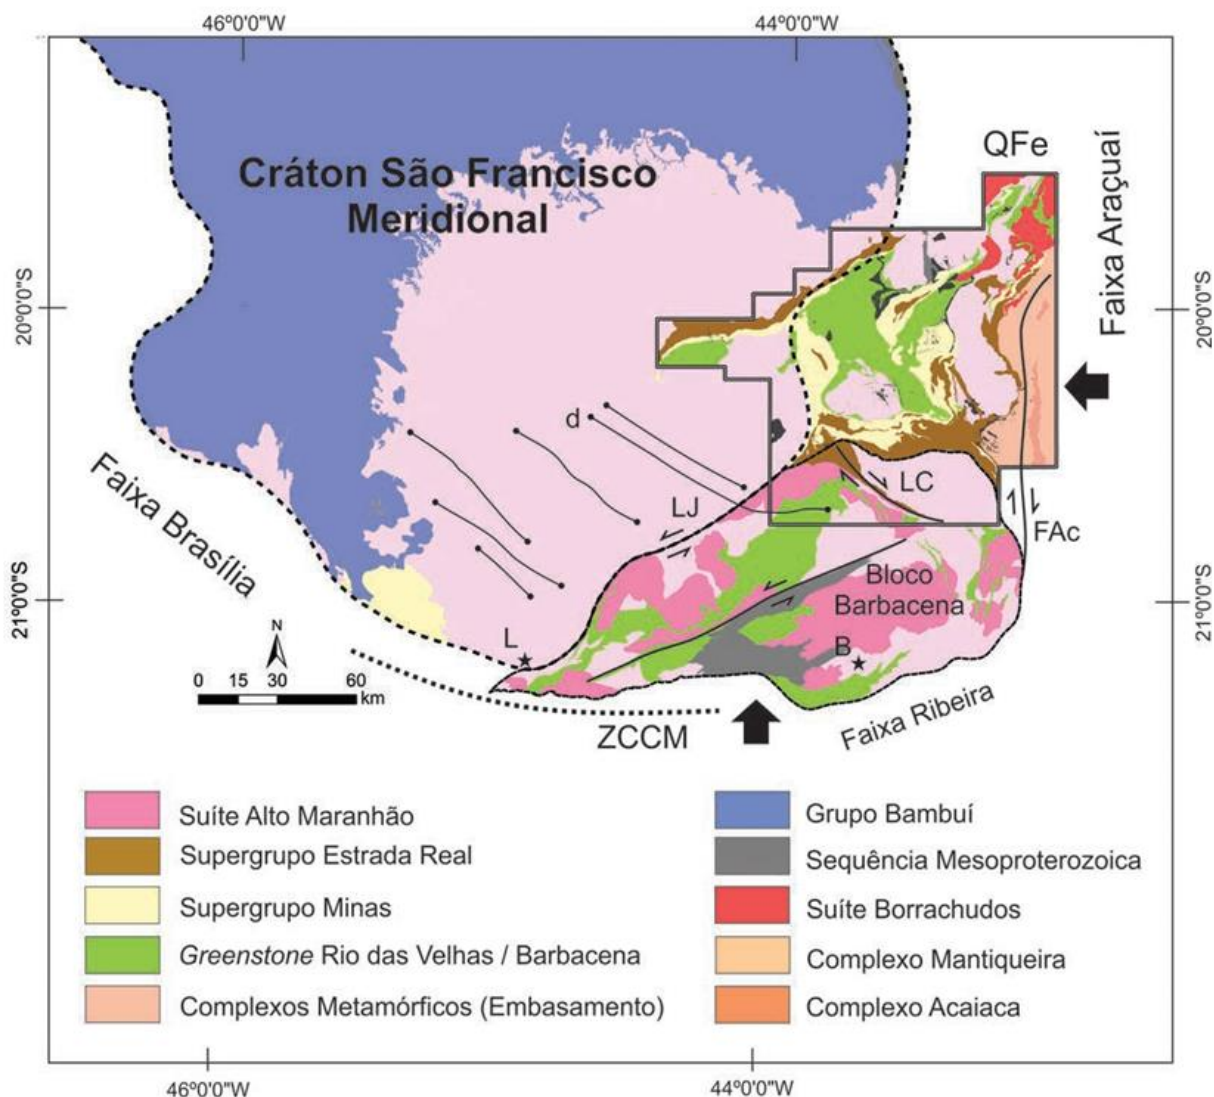 46º0'0"W
44º0'0"W
QFe
Cráton São Francisco
Meridional
Faixa Araçuaí
20º0'0"S
20º0'0"S
d
LC
LJ
FAc
Faixa Brasília
Bloco
Barbacena
21º0'0"S
21º0'0"S
N
L
B
0 15 30 60
km
ZCCM
Faixa Ribeira
Suíte Alto Maranhão
Supergrupo Estrada Real
Supergrupo Minas
Greenstone Rio das Velhas / Barbacena
Complexos Metamórficos (Embasamento)
Grupo Bambuí
Sequência Mesoproterozoica
Suíte Borrachudos
Complexo Mantiqueira
Complexo Acaiaca
46º0'0"W
44º0'0"W